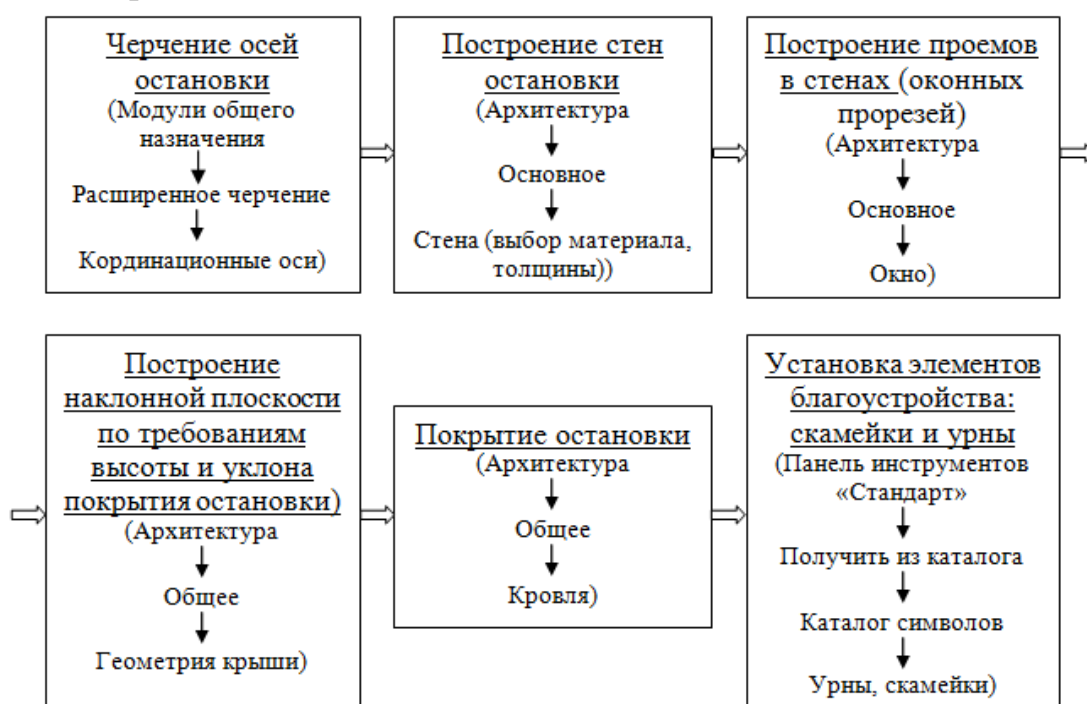 Черчение осей
остановки
(Модули общего
назначения
Расширенное черчение
Кординационные оси)
Построение стен
остановки
(Архитектура
Основное
Стена (выбор материала,
толщины))
Построение проемов
в стенах (оконных
прорезей)
(Архитектура
Основное
Окно)
Построение
наклонной плоскости
по требованиям
высоты и уклона
покрытия остановки)
(Архитектура
Общее
Геометрия крыши)
Покрытие остановки
(Архитектура
Общее
Кровля)
Установка элементов
благоустройства:
скамейки и урны
(Панель инструментов
«Стандарт»
Получить из каталога
Каталог символов
Урны, скамейки)